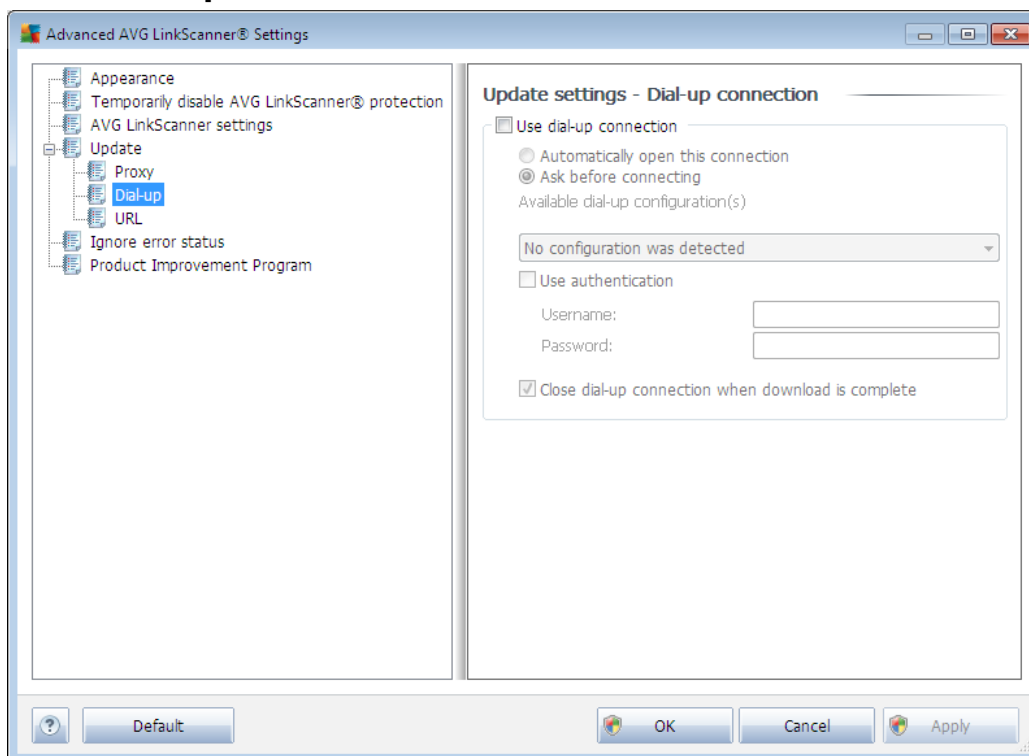 Advanced AVG LinkScanner® Settings
Appearance
Temporarily disable AVG LinkScanner® protection
AVG LinkScanner settings
Update
Proxy
Dial-up
URL
Ignore error status
Product Improvement Program
Update settings - Dial-up connection
Use dial-up connection
Automatically open this connection
Ask before connecting
Available dial-up configuration(s)
No configuration was detected
Use authentication
Username:
Password:
Close dial-up connection when download is complete
? Default OK Cancel Apply